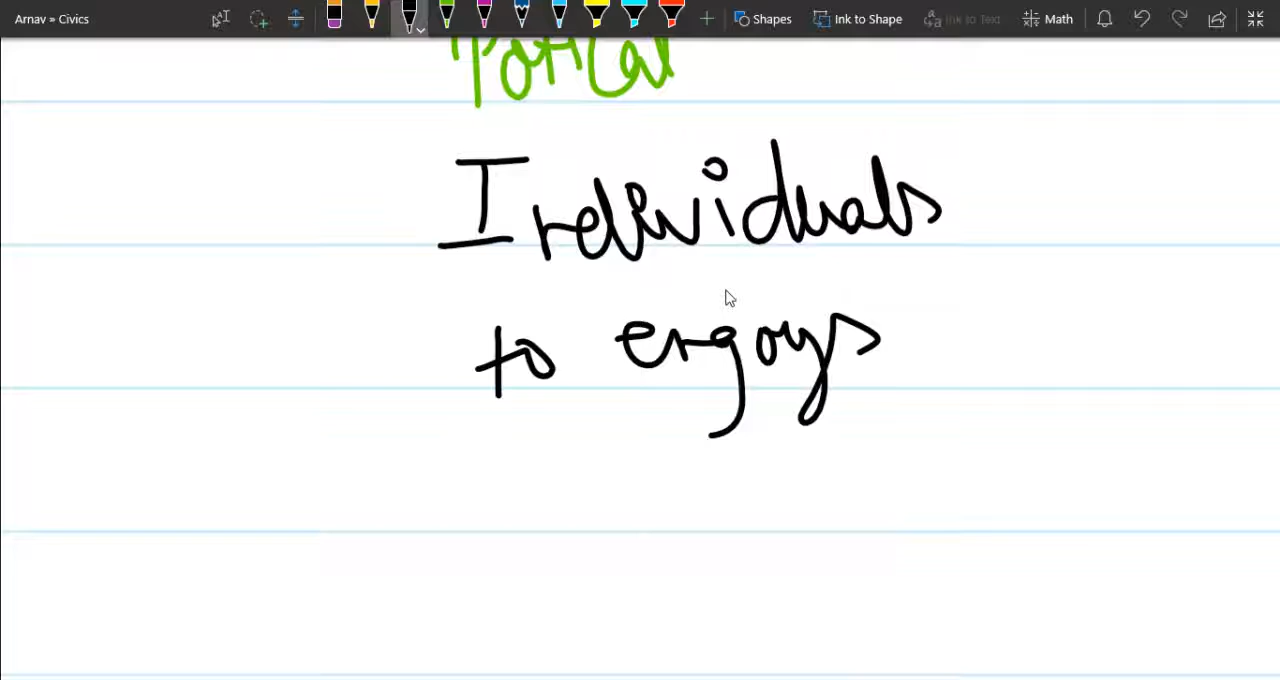 Arnav » Civics
Shapes Ink to Shape Ink to Text Math
Individuals
to enjoys